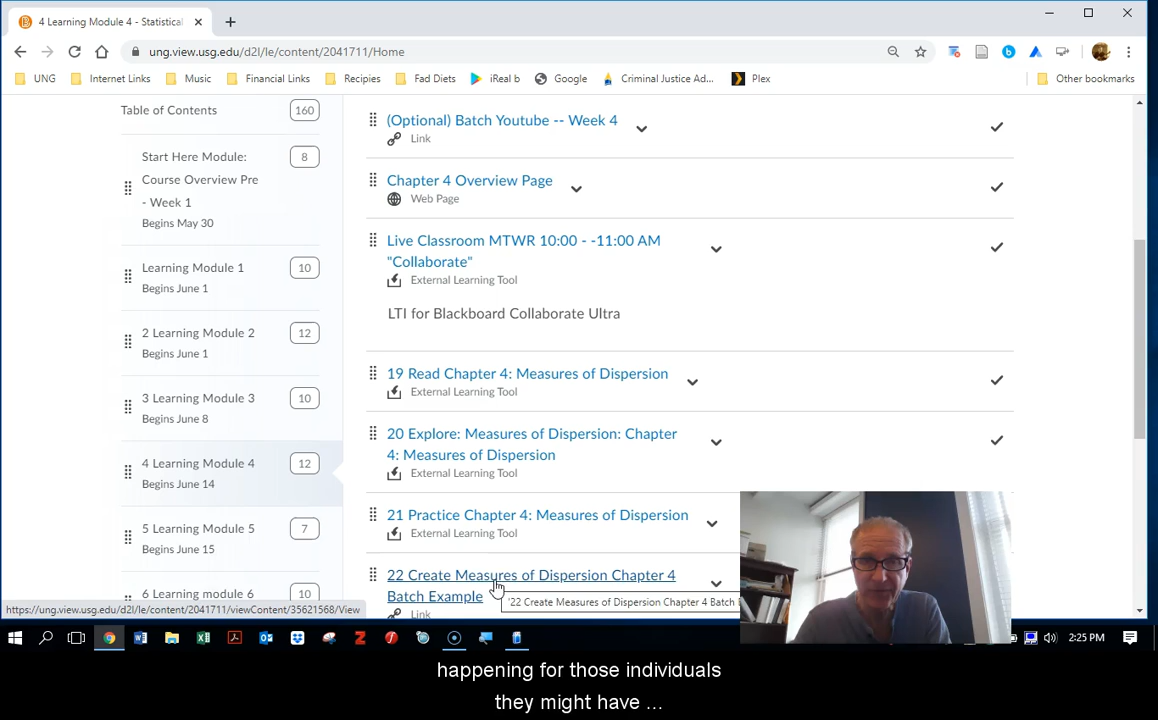 4 Learning Module 4 - Statistical
ung.view.usg.edu/d2l/le/content/2041711/Home
UNG Internet Links Music Financial Links Recipies Fad Diets iReal b Google Criminal Justice Ad... Plex Other bookmarks
Table of Contents 160
Start Here Module: 8
Course Overview Pre
- Week 1
Begins May 30
Learning Module 1 10
Begins June 1
2 Learning Module 2 12
Begins June 1
3 Learning Module 3 10
Begins June 8
4 Learning Module 4 12
Begins June 14
5 Learning Module 5 7
Begins June 15
6 Learning module 6 10
(Optional) Batch Youtube -- Week 4
Link
Chapter 4 Overview Page
Web Page
Live Classroom MTWR 10:00 - -11:00 AM
"Collaborate"
External Learning Tool
LTI for Blackboard Collaborate Ultra
19 Read Chapter 4: Measures of Dispersion
External Learning Tool
20 Explore: Measures of Dispersion: Chapter
4: Measures of Dispersion
External Learning Tool
21 Practice Chapter 4: Measures of Dispersion
External Learning Tool
22 Create Measures of Dispersion Chapter 4
Batch Example
'22 Create Measures of Dispersion Chapter 4 Batch
Link
https://ung.view.usg.edu/d2l/le/content/2041711/viewContent/35621568/View
2:25 PM
happening for those individuals
they might have ...